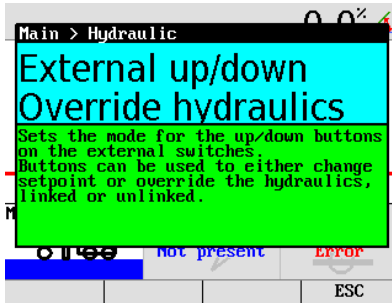 0.0%
Main > Hydraulic
External up/down
Override hydraulics
Sets the mode for the up/down buttons
on the external switches.
Buttons can be used to either change
setpoint or override the hydraulics,
linked or unlinked.
M
Not present
Error
ESC